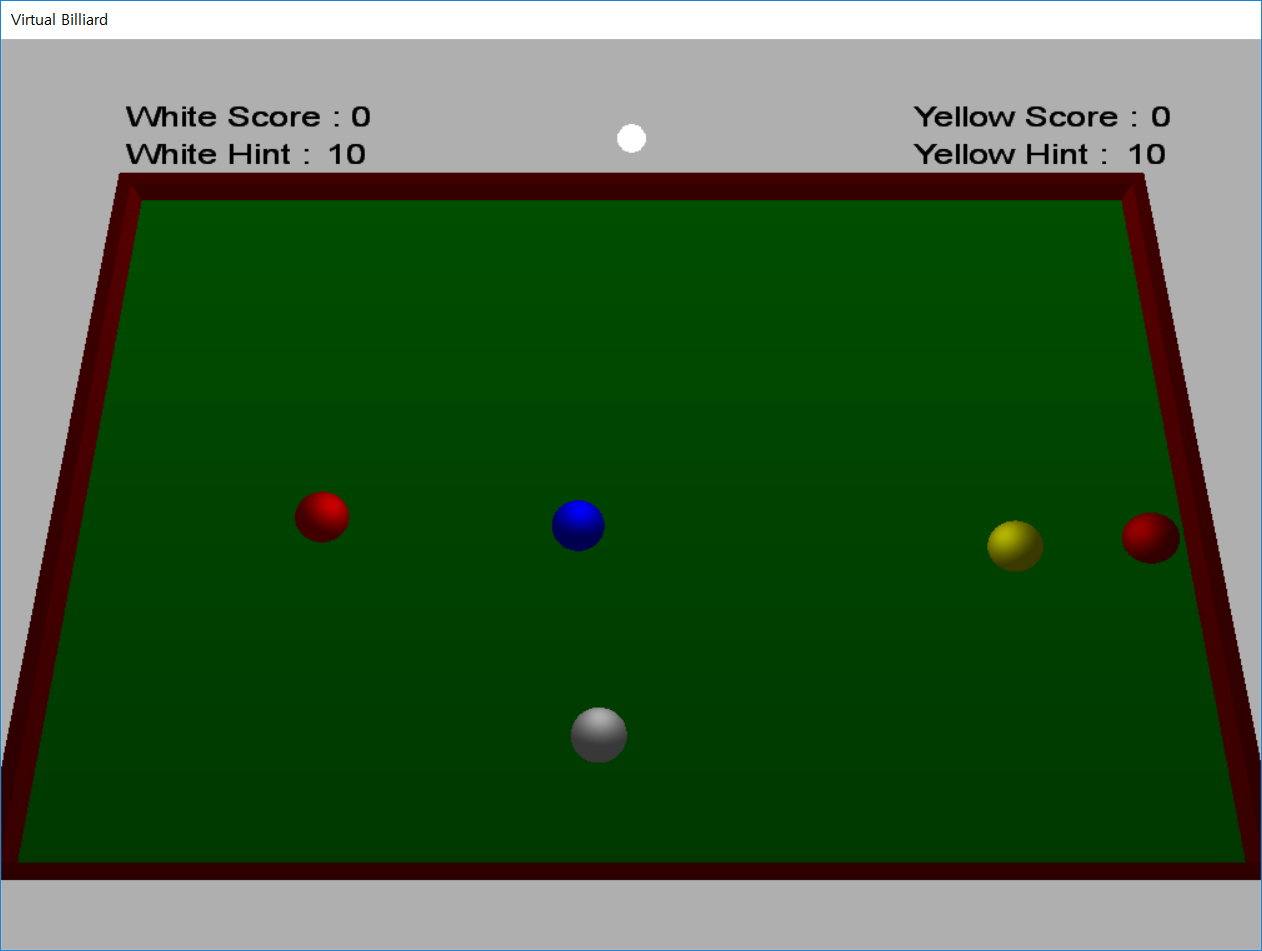 Virtual Billiard
White Score : 0
Yellow Score : 0
White Hint : 10
Yellow Hint : 10